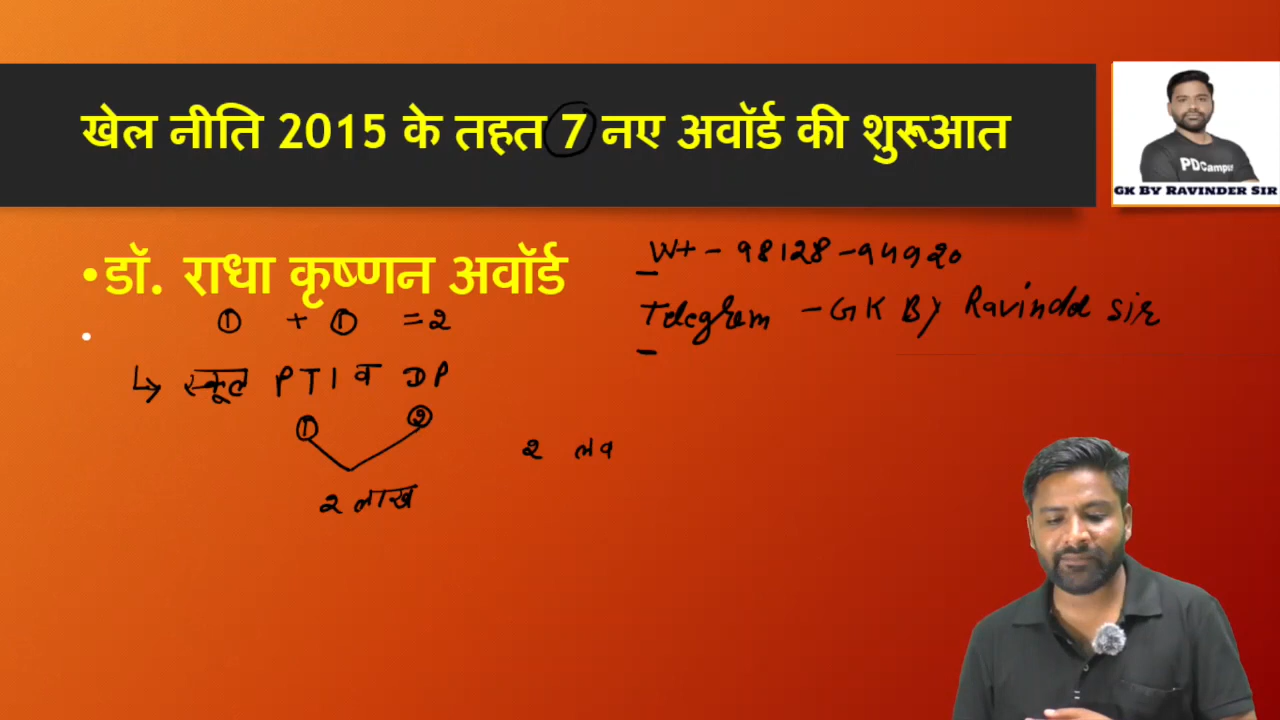 खेल नीति 2015 के तहत 7 नए अवॉर्ड की शुरूआत
PDCampus
GK By Ravinder Sir
•डॉ. राधा कृष्णन अवॉर्ड
① + ① = 2
स्कूल PTI व DP
① ②
2 लाख
2 लव
W+ - 98128-94920
Telegram - GK By Ravinder Sir